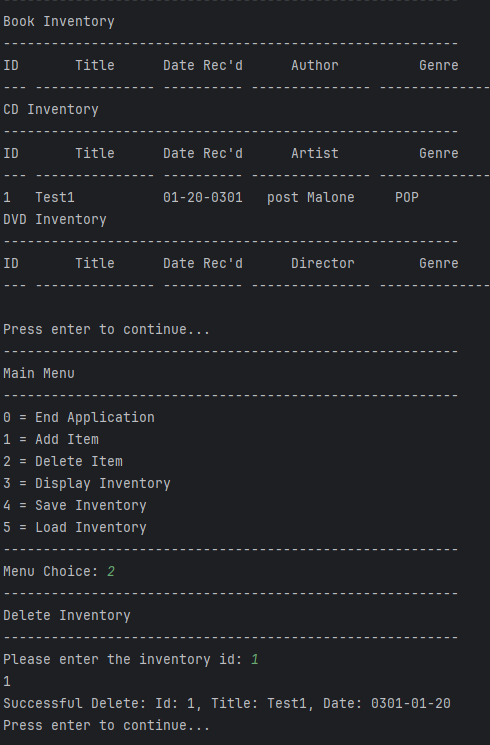 ---------------------------------------------------------
Book Inventory
---------------------------------------------------------
ID       Title      Date Rec'd      Author          Genre
--- --------------- ---------- --------------- --------------
CD Inventory
---------------------------------------------------------
ID       Title      Date Rec'd      Artist          Genre
--- --------------- ---------- --------------- --------------
1   Test1           01-20-0301   post Malone     POP
DVD Inventory
---------------------------------------------------------
ID       Title      Date Rec'd      Director        Genre
--- --------------- ---------- --------------- --------------
Press enter to continue...
---------------------------------------------------------
Main Menu
---------------------------------------------------------
0 = End Application
1 = Add Item
2 = Delete Item
3 = Display Inventory
4 = Save Inventory
5 = Load Inventory
---------------------------------------------------------
Menu Choice: 2
---------------------------------------------------------
Delete Inventory
---------------------------------------------------------
Please enter the inventory id: 1
1
Successful Delete: Id: 1, Title: Test1, Date: 0301-01-20
Press enter to continue...